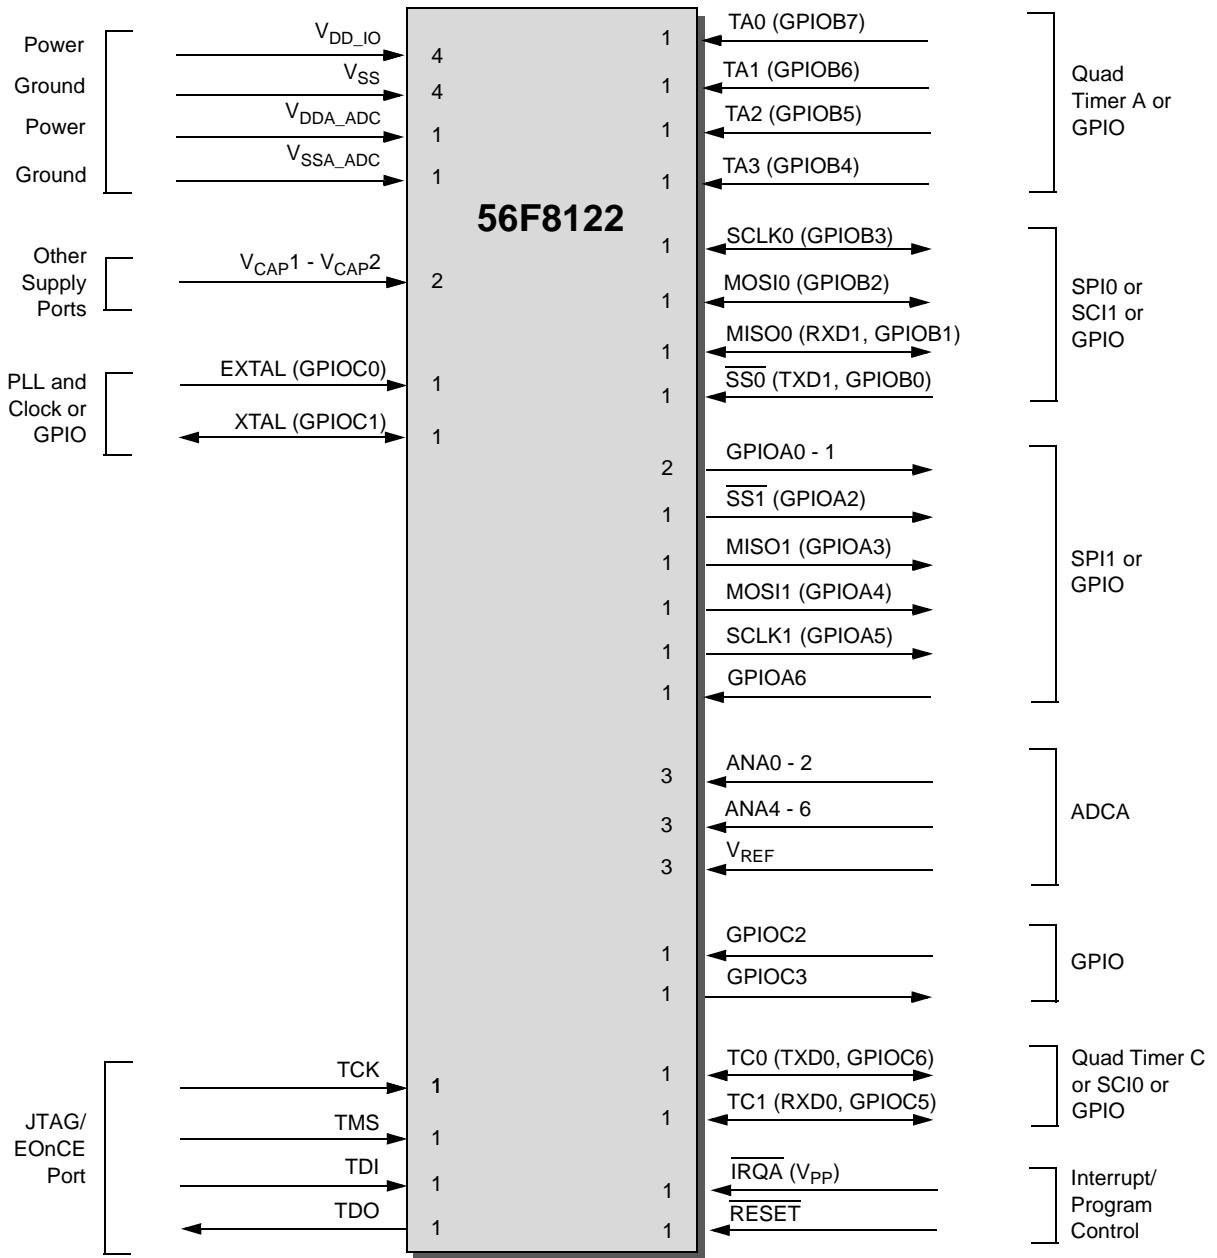 Power
Ground
Power
Ground
V_DD_IO
4
V_SS
4
V_DDA_ADC
1
V_SSA_ADC
1
Other
Supply
Ports
V_CAP1 - V_CAP2
2
PLL and
Clock or
GPIO
EXTAL (GPIOC0)
1
XTAL (GPIOC1)
1
JTAG/
EOnCE
Port
TCK
1
TMS
1
TDI
1
TDO
1
56F8122
1
TA0 (GPIOB7)
1
TA1 (GPIOB6)
1
TA2 (GPIOB5)
1
TA3 (GPIOB4)
Quad
Timer A or
GPIO
1
SCLK0 (GPIOB3)
1
MOSI0 (GPIOB2)
1
MISO0 (RXD1, GPIOB1)
1
S̅S̅0̅ (TXD1, GPIOB0)
SPI0 or
SCI1 or
GPIO
2
GPIOA0 - 1
1
S̅S̅1̅ (GPIOA2)
1
MISO1 (GPIOA3)
1
MOSI1 (GPIOA4)
1
SCLK1 (GPIOA5)
1
GPIOA6
SPI1 or
GPIO
3
ANA0 - 2
3
ANA4 - 6
3
V_REF
ADCA
1
GPIOC2
1
GPIOC3
GPIO
1
TC0 (TXD0, GPIOC6)
1
TC1 (RXD0, GPIOC5)
Quad Timer C
or SCI0 or
GPIO
1
I̅R̅Q̅A̅ (V_PP)
1
R̅E̅S̅E̅T̅
Interrupt/
Program
Control